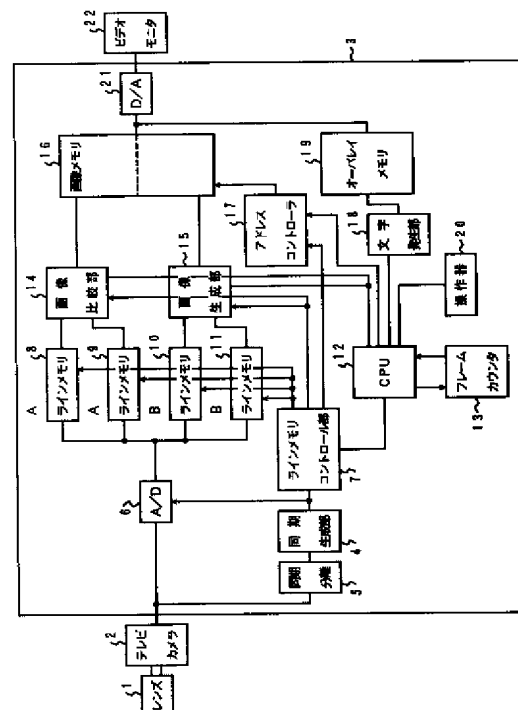 1
レンズ
2
テレビ
カメラ
3
5
同期
分離
4
同期
生成部
6
A/D
7
ラインメモリ
コントロール部
A
8
ラインメモリ
A
9
ラインメモリ
B
10
ラインメモリ
B
11
ラインメモリ
12
CPU
13
フレーム
カウンタ
14
画像
比較部
15
画像
生成部
16
画像メモリ
17
アドレス
コントローラ
18
文字
発生部
19
オーバレイ
メモリ
20
操作器
21
D/A
22
ビデオ
モニタ